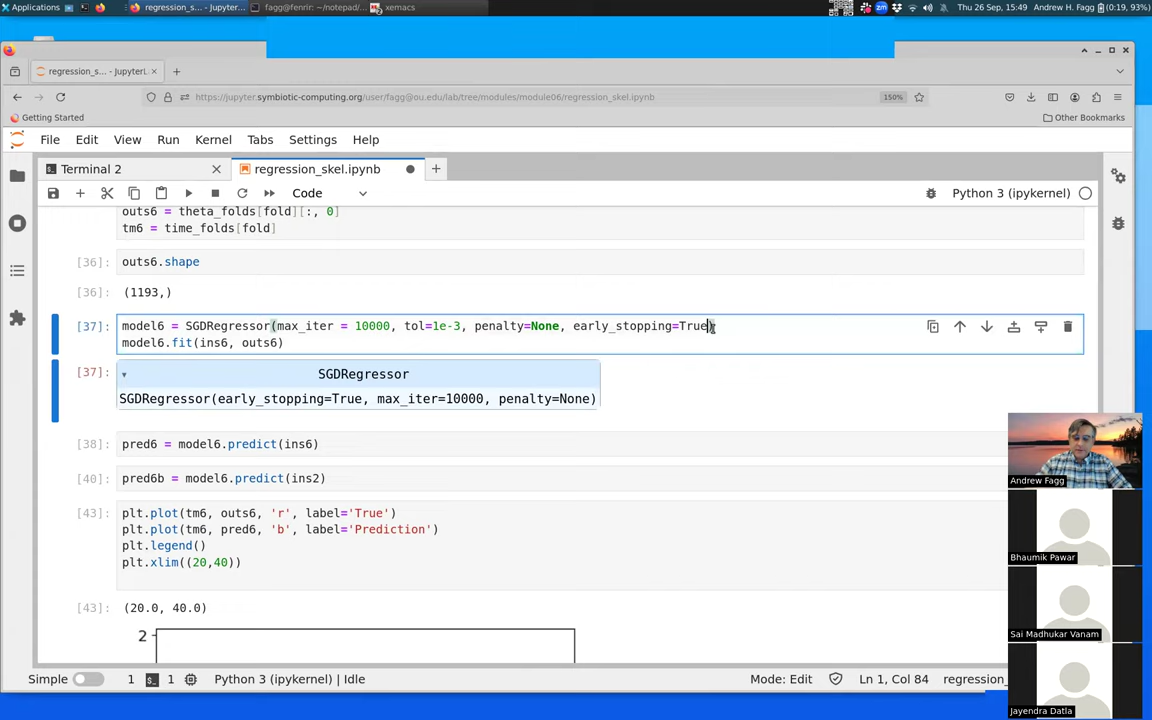 Applications
regression_sk... - Jupyter...
fagg@fenrir: ~/notepad/...
xemacs
Thu 26 Sep, 15:49
Andrew H. Fagg
(0:19, 93%)
regression_s... - JupyterL
https://jupyter.symbiotic-computing.org/user/fagg@ou.edu/lab/tree/modules/module06/regression_skel.ipynb
150%
Getting Started
Other Bookmarks
File Edit View Run Kernel Tabs Settings Help
Terminal 2
regression_skel.ipynb
Code
Python 3 (ipykernel)
outs6 = theta_folds[fold][:, 0]
tm6 = time_folds[fold]
[36]: outs6.shape
[36]: (1193,)
[37]: model6 = SGDRegressor(max_iter = 10000, tol=1e-3, penalty=None, early_stopping=True)
model6.fit(ins6, outs6)
[37]: SGDRegressor
SGDRegressor(early_stopping=True, max_iter=10000, penalty=None)
[38]: pred6 = model6.predict(ins6)
[40]: pred6b = model6.predict(ins2)
[43]: plt.plot(tm6, outs6, 'r', label='True')
plt.plot(tm6, pred6, 'b', label='Prediction')
plt.legend()
plt.xlim((20,40))
[43]: (20.0, 40.0)
2
Simple 1 1 Python 3 (ipykernel) | Idle Mode: Edit Ln 1, Col 84 regression_
Andrew Fagg
Bhaumik Pawar
Sai Madhukar Vanam
Jayendra Datla